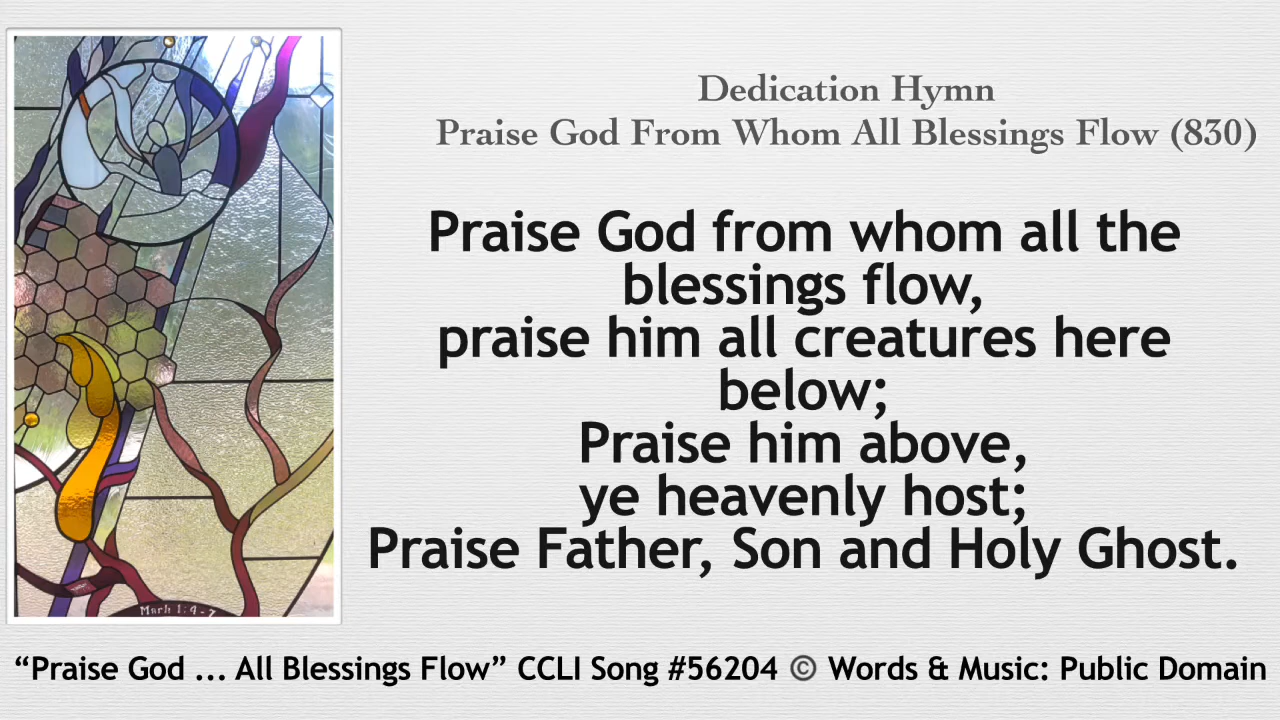 Dedication Hymn
Praise God From Whom All Blessings Flow (830)
Praise God from whom all the
blessings flow,
praise him all creatures here
below;
Praise him above,
ye heavenly host;
Praise Father, Son and Holy Ghost.
Mark 1:4-7
“Praise God ... All Blessings Flow” CCLI Song #56204 © Words & Music: Public Domain